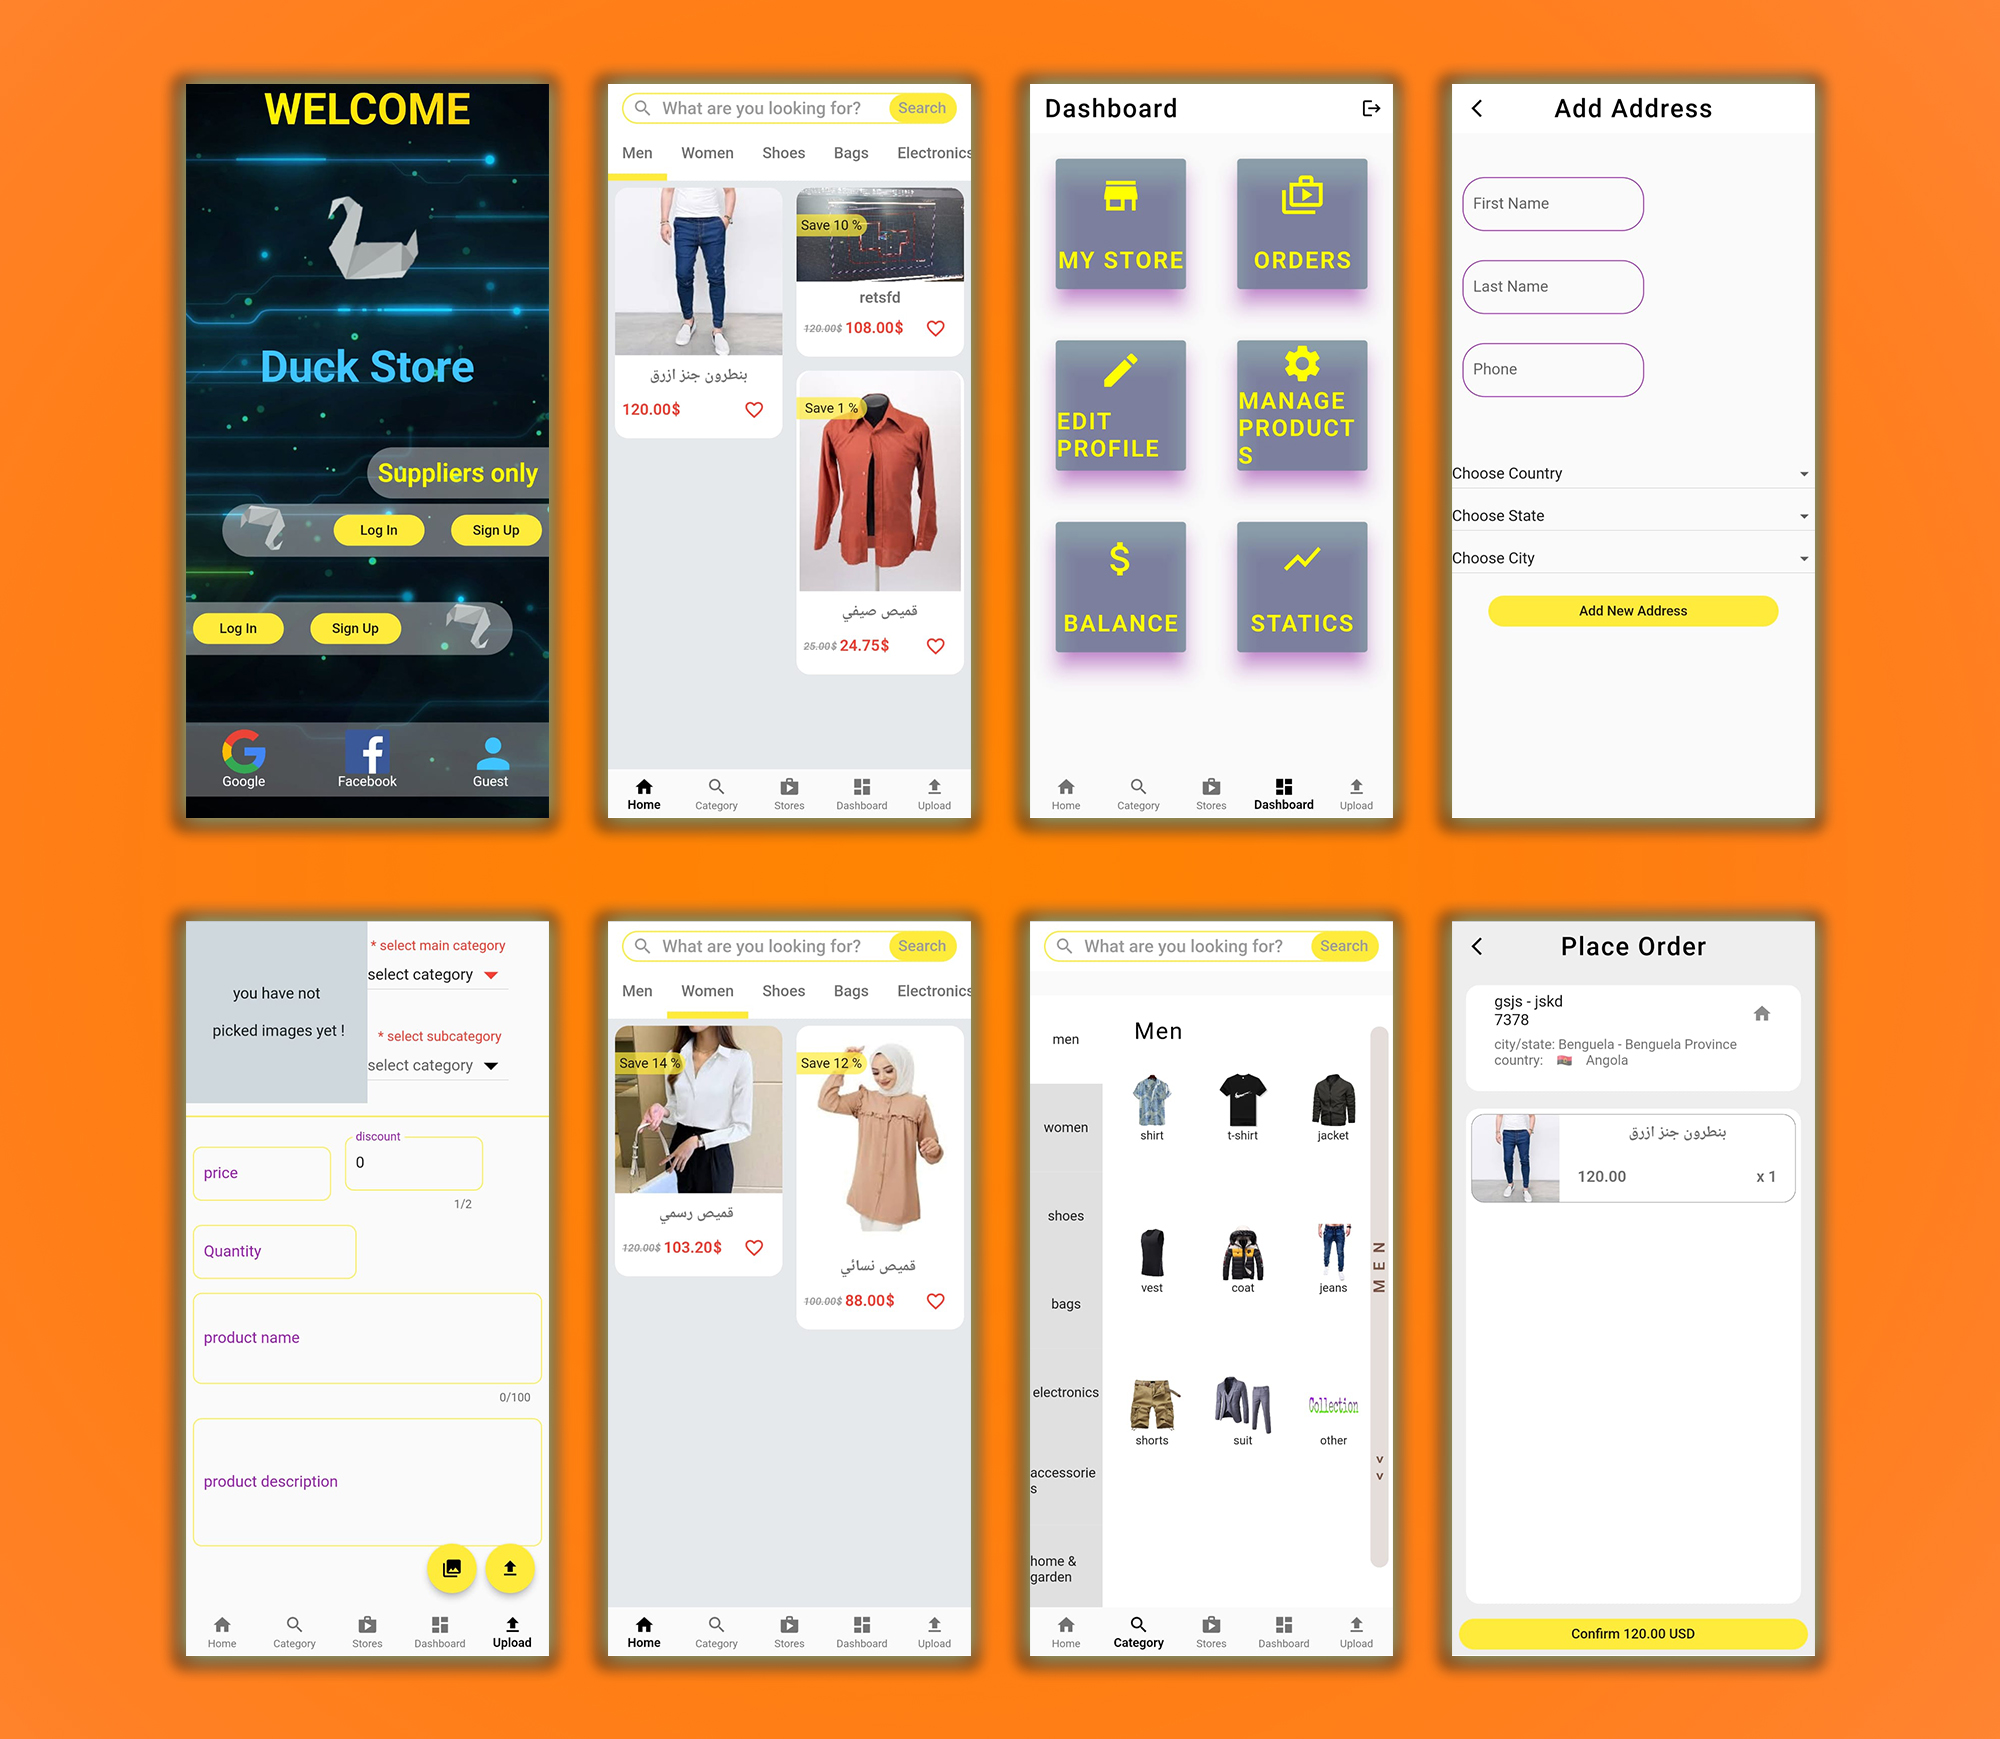 WELCOME
Duck Store
Suppliers only
Log In
Sign Up
Log In
Sign Up
Google
Facebook
Guest
What are you looking for?
Search
Men
Women
Shoes
Bags
Electronics
بنطرون جنز ازرق
120.00$
Save 10 %
retsfd
120.00$ 108.00$
Save 1 %
قميص صيفي
25.00$ 24.75$
Home
Category
Stores
Dashboard
Upload
Dashboard
MY STORE
ORDERS
EDIT
PROFILE
MANAGE
PRODUCT
S
BALANCE
STATICS
Home
Category
Stores
Dashboard
Upload
Add Address
First Name
Last Name
Phone
Choose Country
Choose State
Choose City
Add New Address
you have not
picked images yet !
* select main category
select category
* select subcategory
select category
price
discount
0
1/2
Quantity
product name
0/100
product description
Home
Category
Stores
Dashboard
Upload
What are you looking for?
Search
Men
Women
Shoes
Bags
Electronics
Save 14 %
قميص رسمي
120.00$ 103.20$
Save 12 %
قميص نسائي
100.00$ 88.00$
Home
Category
Stores
Dashboard
Upload
What are you looking for?
Search
men
women
shoes
bags
electronics
accessorie
s
home &
garden
Men
shirt
t-shirt
jacket
vest
coat
jeans
shorts
suit
Collection
other
MEN
>>
Home
Category
Stores
Dashboard
Upload
Place Order
gsjs - jskd
7378
city/state: Benguela - Benguela Province
country: Angola
بنطرون جنز ازرق
120.00
x 1
Confirm 120.00 USD